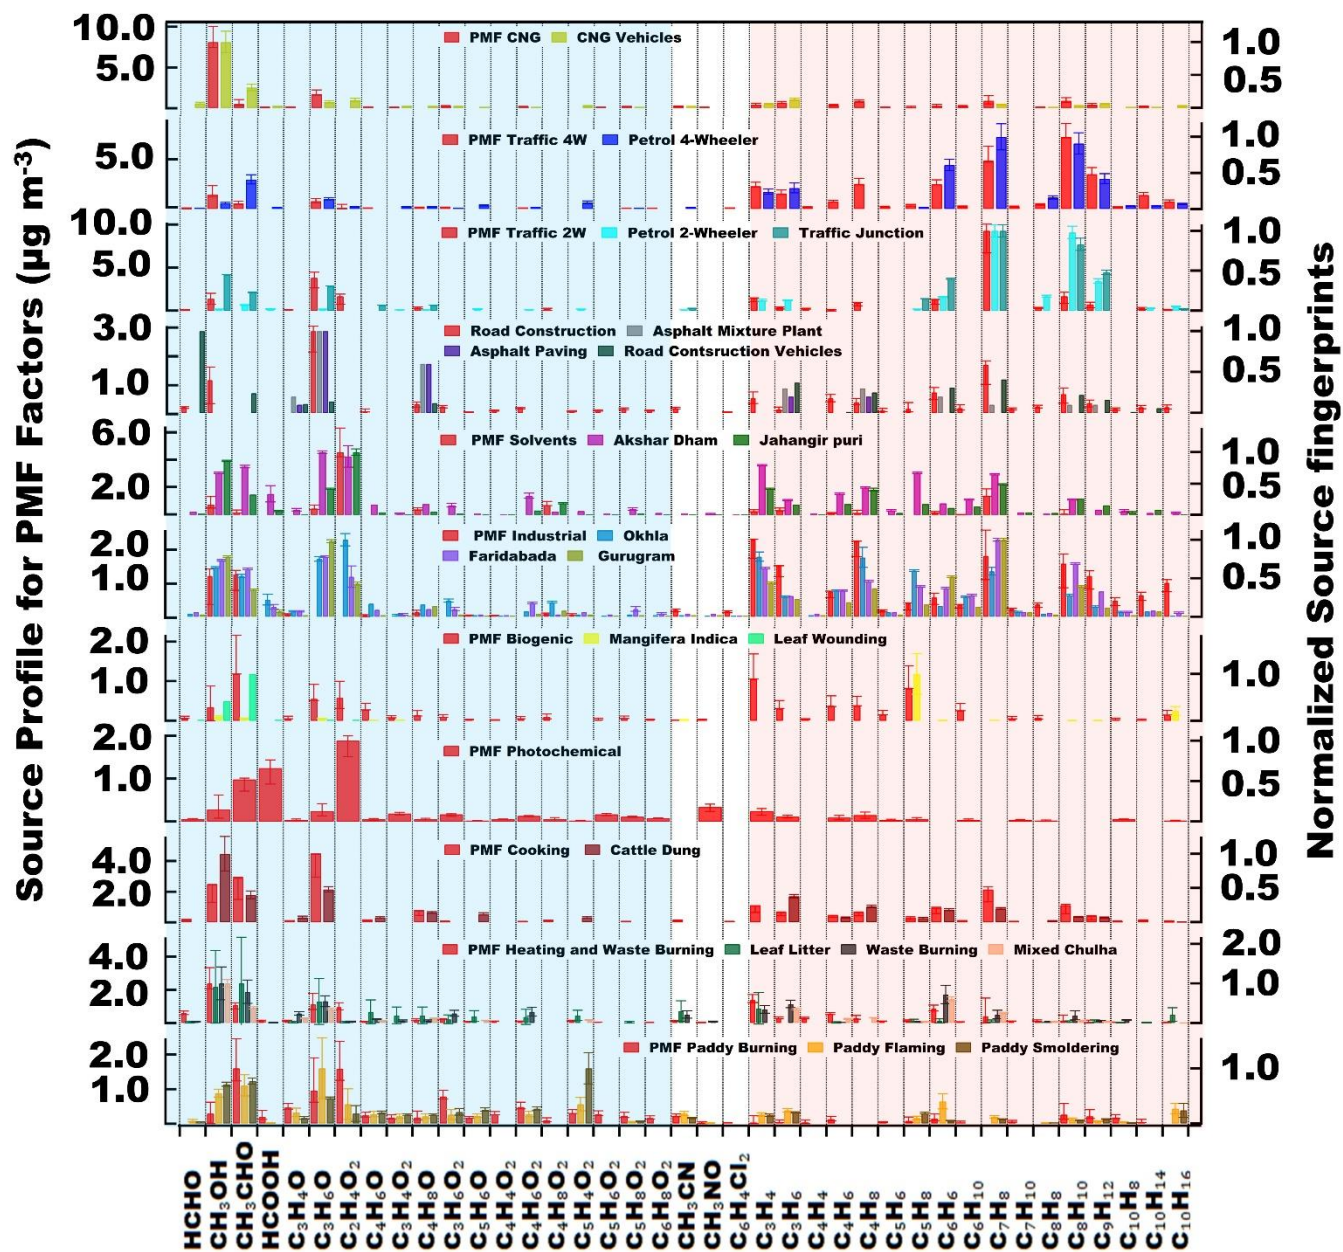 Source Profile for PMF Factors (µg m⁻³)
Normalized Source fingerprints
10.0
5.0
PMF CNG CNG Vehicles
1.0
0.5
5.0
PMF Traffic 4W Petrol 4-Wheeler
1.0
0.5
10.0
5.0
PMF Traffic 2W Petrol 2-Wheeler Traffic Junction
1.0
0.5
3.0
1.0
Road Construction Asphalt Mixture Plant
Asphalt Paving Road Contsruction Vehicles
1.0
0.5
6.0
2.0
PMF Solvents Akshar Dham Jahangir puri
1.0
0.5
2.0
1.0
PMF Industrial Okhla
Faridabada Gurugram
1.0
0.5
2.0
1.0
PMF Biogenic Mangifera Indica Leaf Wounding
1.0
2.0
1.0
PMF Photochemical
1.0
0.5
4.0
2.0
PMF Cooking Cattle Dung
1.0
0.5
4.0
2.0
PMF Heating and Waste Burning Leaf Litter Waste Burning Mixed Chulha
2.0
1.0
2.0
1.0
PMF Paddy Burning Paddy Flaming Paddy Smoldering
1.0
HCHO
CH₃OH
CH₃CHO
HCOOH
C₃H₄O
C₃H₆O
C₂H₄O₂
C₄H₆O
C₃H₄O₂
C₄H₈O
C₃H₆O₂
C₅H₆O
C₄H₄O₂
C₄H₆O₂
C₄H₈O₂
C₅H₄O₂
C₅H₆O₂
C₅H₈O₂
C₆H₈O₂
CH₃CN
CH₃NO
C₆H₄Cl₂
C₃H₄
C₃H₆
C₄H₄
C₄H₆
C₄H₈
C₅H₆
C₅H₈
C₆H₆
C₆H₁₀
C₇H₈
C₇H₁₀
C₈H₈
C₈H₁₀
C₉H₁₂
C₁₀H₈
C₁₀H₁₄
C₁₀H₁₆